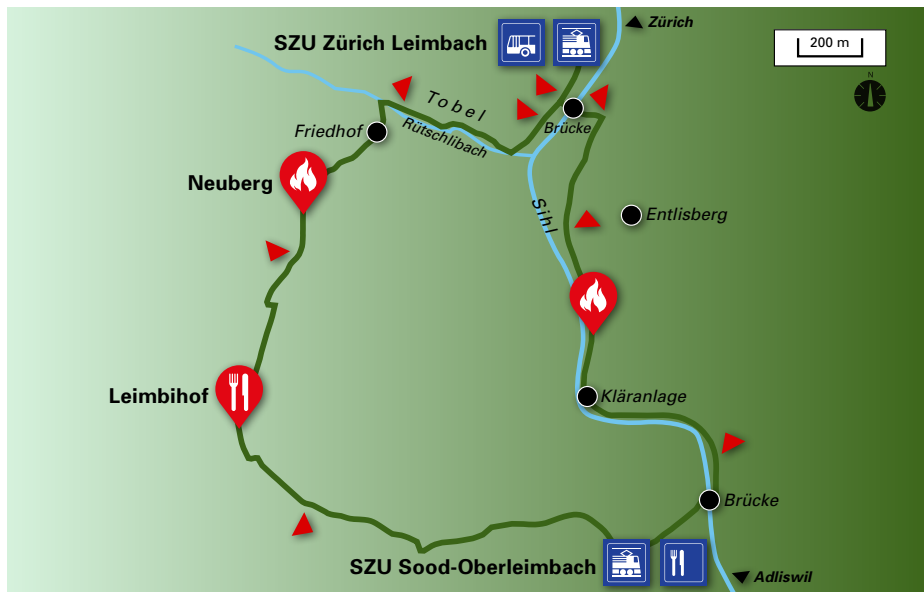 Zürich
SZU Zürich Leimbach
200 m
N
Tobel
Brücke
Friedhof
Rütschlibach
Neuberg
Sihl
Entlisberg
Leimbihof
Kläranlage
Brücke
SZU Sood-Oberleimbach
Adliswil